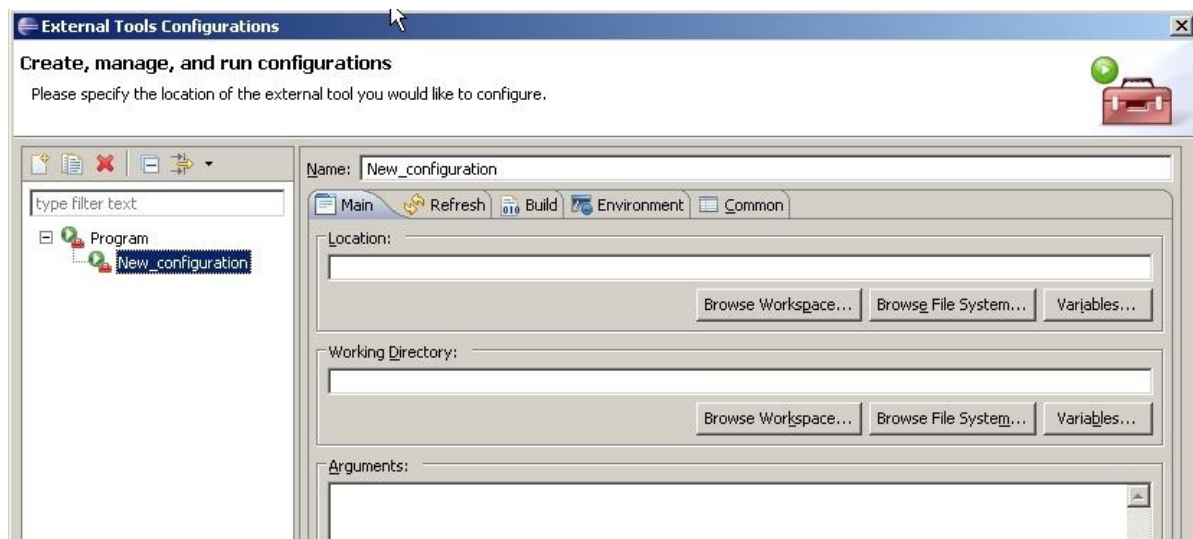 External Tools Configurations
Create, manage, and run configurations
Please specify the location of the external tool you would like to configure.
type filter text
Program
New_configuration
Name: New_configuration
Main Refresh Build Environment Common
Location:
Browse Workspace... Browse File System... Variables...
Working Directory:
Browse Workspace... Browse File System... Variables...
Arguments: